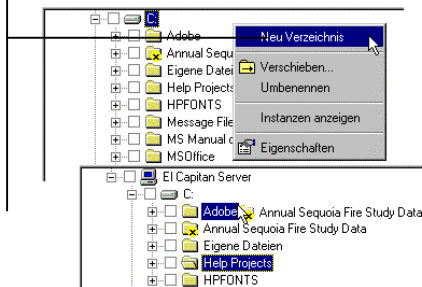 C:
Adobe
Annual Sequ
Eigene Datei
Help Projects
HPFONTS
Message File
MS Manual c
MSOffice
Neu Verzeichnis
Verschieben...
Umbenennen
Instanzen anzeigen
Eigenschaften
El Capitan Server
C:
Adobe Annual Sequoia Fire Study Data
Annual Sequoia Fire Study Data
Eigene Dateien
Help Projects
HPFONTS